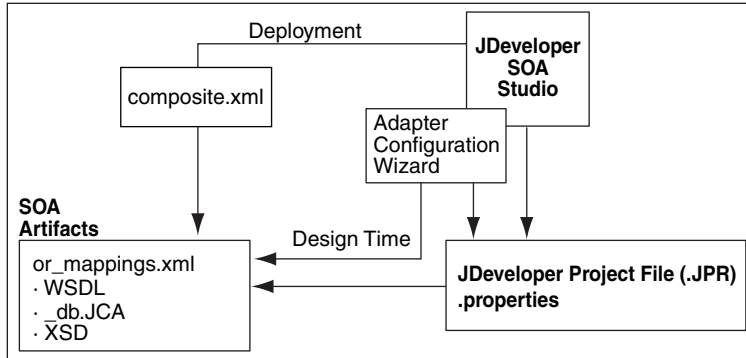 Deployment
JDeveloper
SOA
Studio
composite.xml
Adapter
Configuration
Wizard
SOA
Artifacts
Design Time
or_mappings.xml
· WSDL
· _db.JCA
· XSD
JDeveloper Project File (.JPR)
.properties